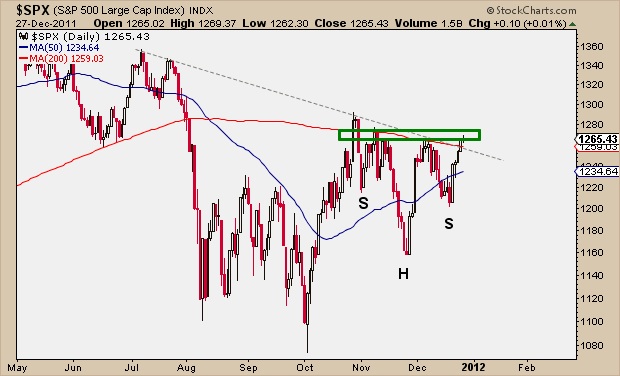 $SPX (S&P 500 Large Cap Index) INDX
© StockCharts.com
27-Dec-2011 Open 1265.02 High 1269.37 Low 1262.30 Close 1265.43 Volume 1.5B Chg +0.10 (+0.01%)
$SPX (Daily) 1265.43
MA(50) 1234.64
MA(200) 1259.03
1360
1340
1320
1300
1280
1265.43
1259.03
1240
1234.64
1220
1200
1180
1160
1140
1120
1100
1080
S
S
H
May Jun Jul Aug Sep Oct Nov Dec 2012 Feb